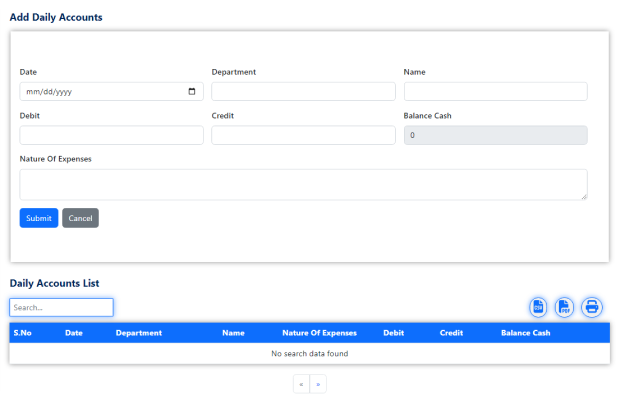 Add Daily Accounts
Date Department Name
mm/dd/yyyy
Debit Credit Balance Cash
0
Nature Of Expenses
Submit Cancel
Daily Accounts List
Search...
CSV PDF
S.No Date Department Name Nature Of Expenses Debit Credit Balance Cash
No search data found
« »